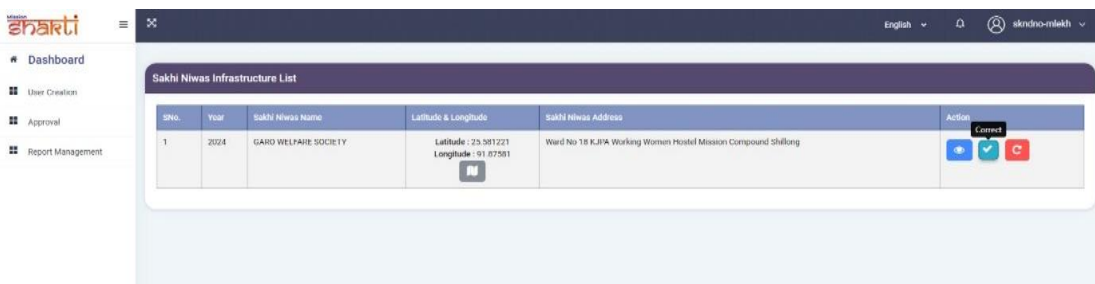 Mission
Shakti
English
skndno-mlekh
Dashboard
User Creation
Approval
Report Management
Sakhi Niwas Infrastructure List
SNo. Year Sakhi Niwas Name Latitude & Longitude Sakhi Niwas Address Action
Correct
1 2024 GARO WELFARE SOCIETY Latitude : 25.581221 Ward No 18 KJPA Working Women Hostel Mission Compound Shillong
Longitude : 91.87581